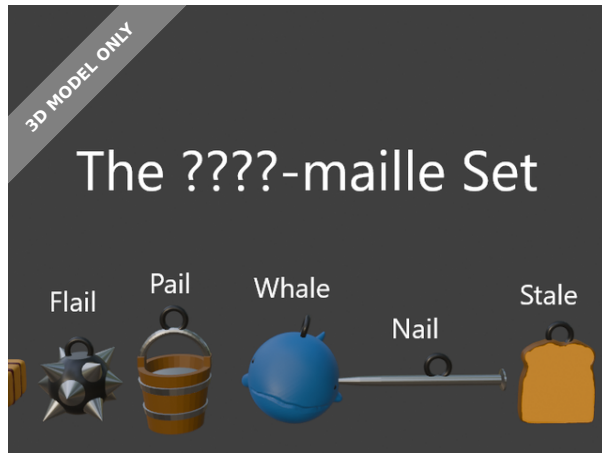 3D MODEL ONLY
The ????-maille Set
Flail
Pail
Whale
Nail
Stale